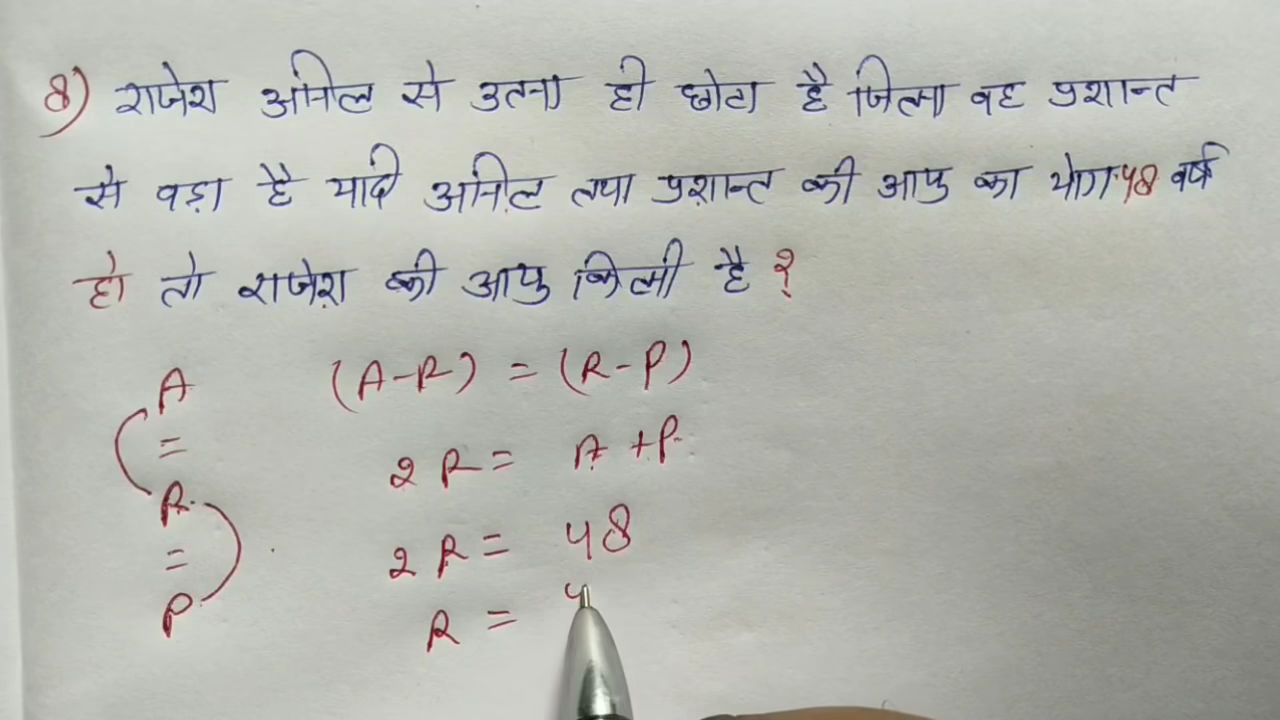 8) राजेश अनिल से उतना ही छोटा है जितना वह प्रशान्त
से बड़ा है यदि अनिल तथा प्रशान्त की आयु का योग 48 वर्ष
हो तो राजेश की आयु कितनी है ?
A
=
R
=
P
(A-R) = (R-P)
2R = A+P
2R = 48
R =